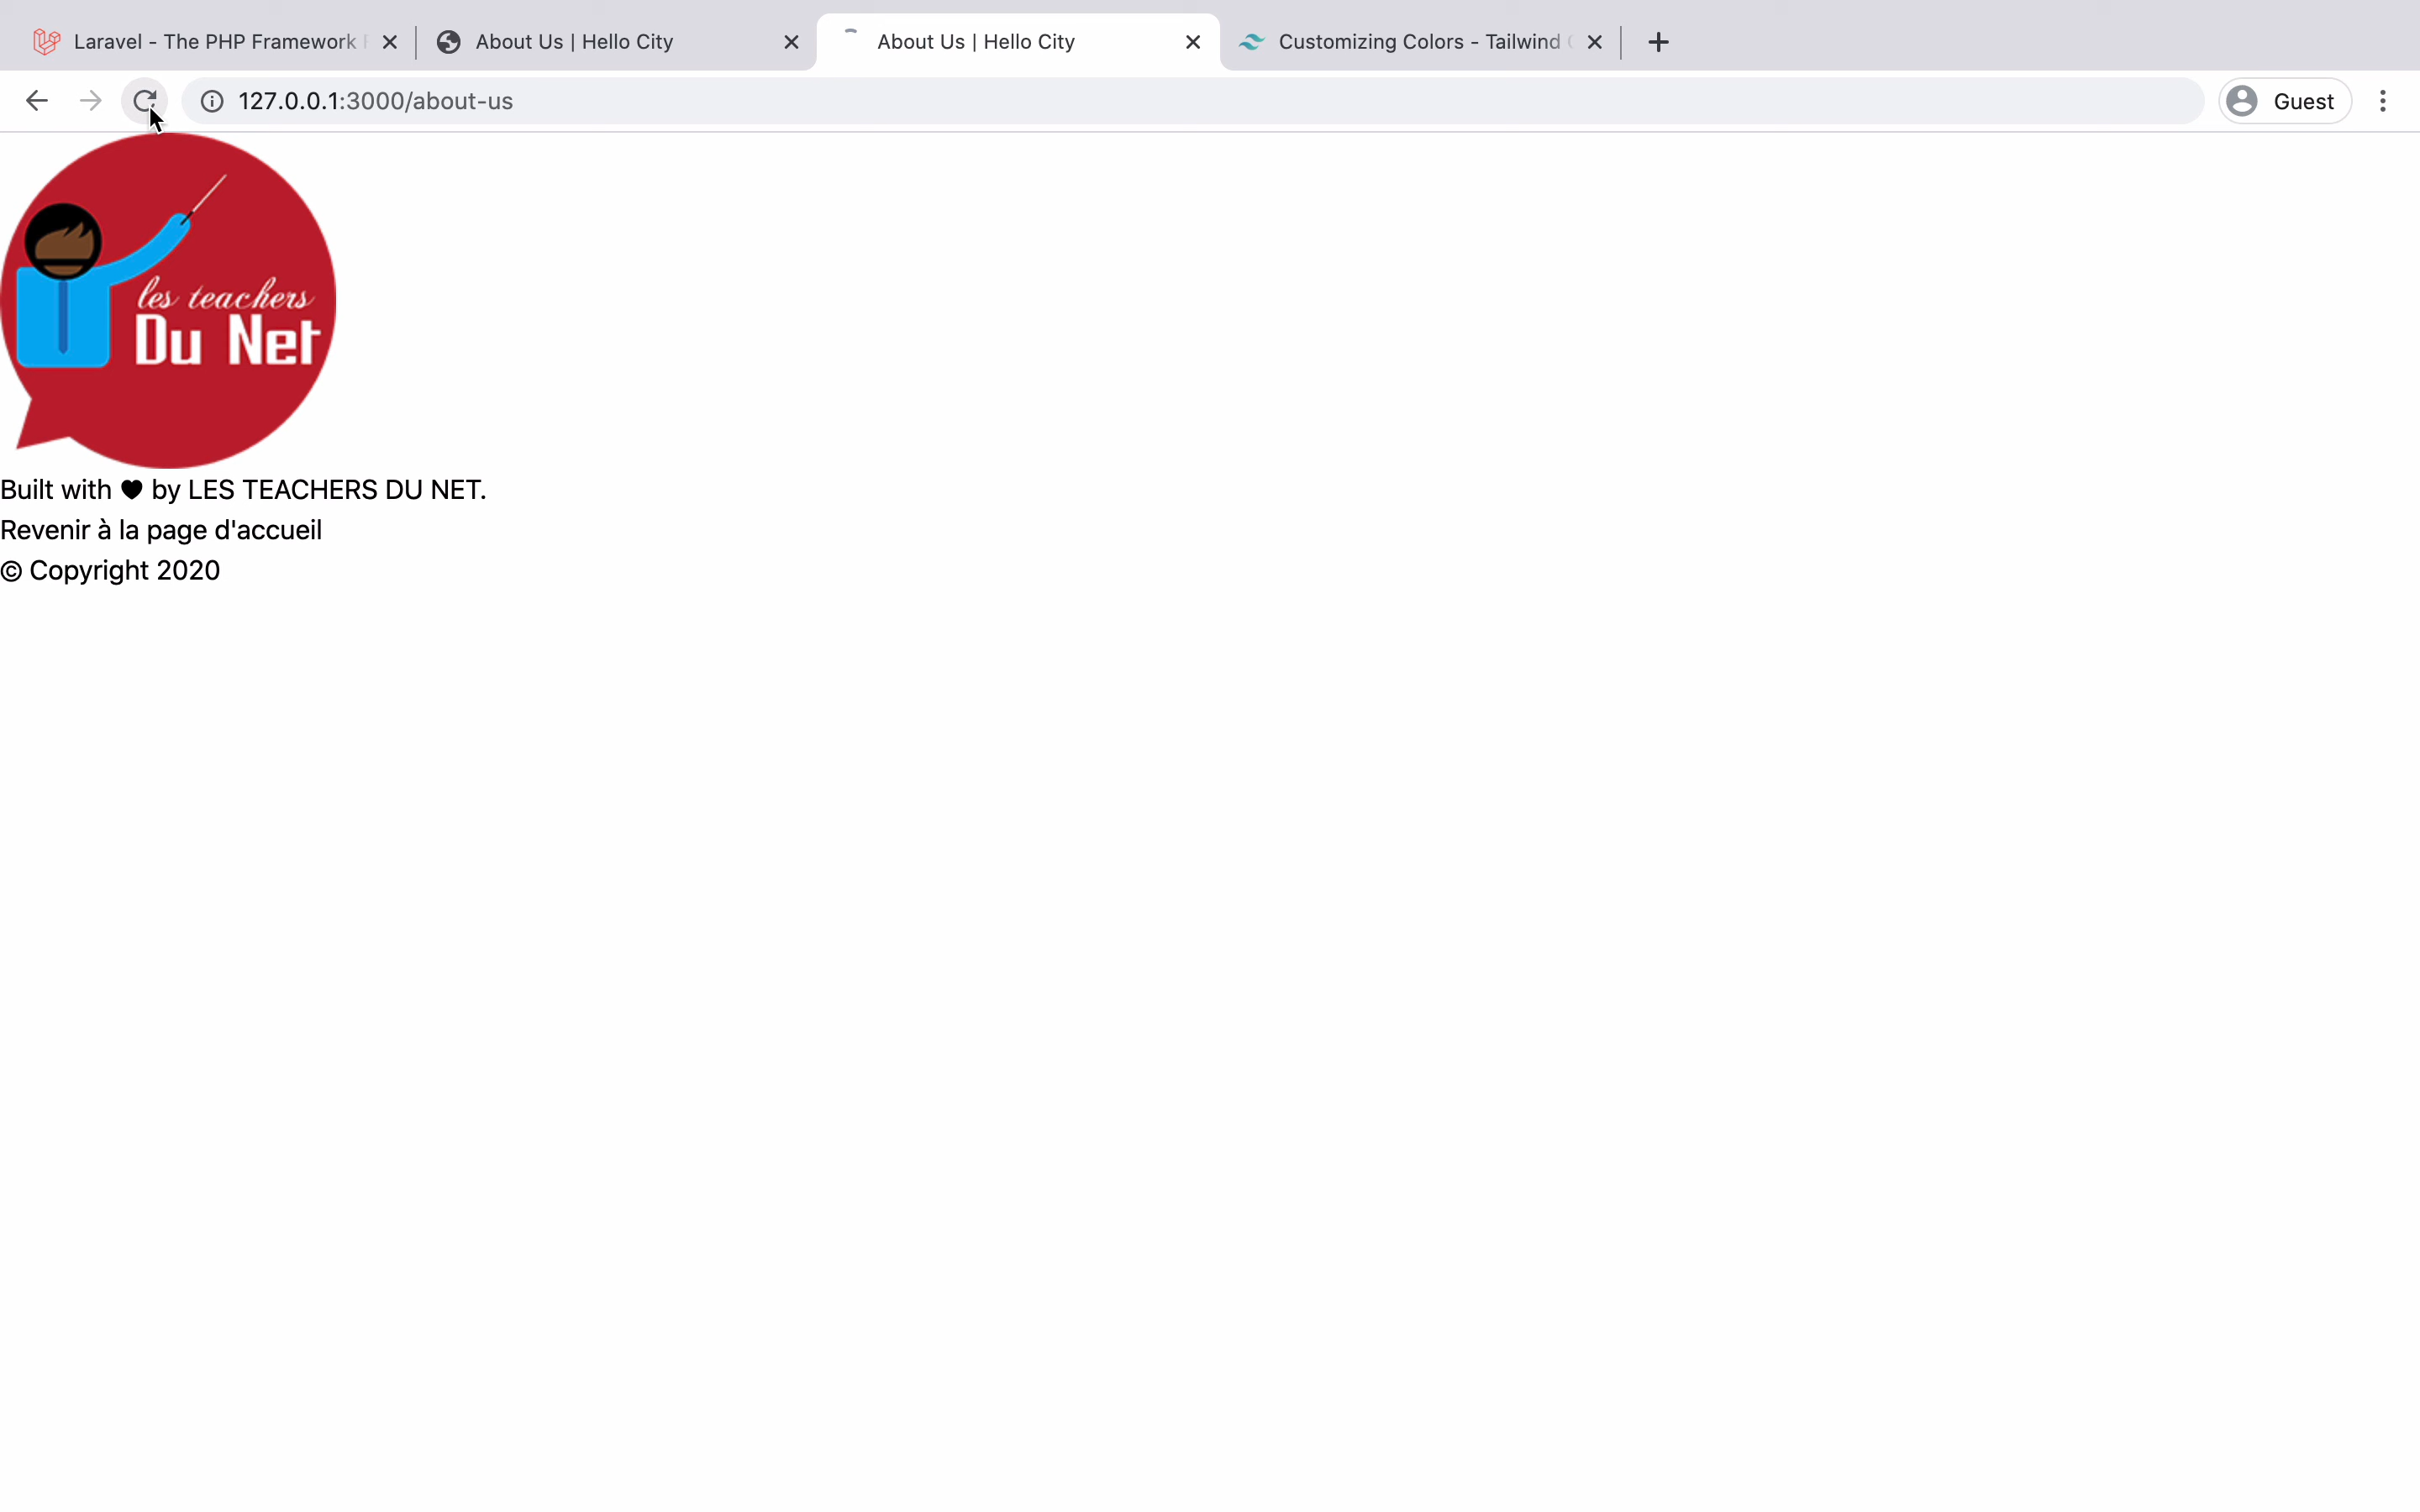 Laravel - The PHP Framework
About Us | Hello City
About Us | Hello City
Customizing Colors - Tailwind
127.0.0.1:3000/about-us
Guest
les teachers
Du Net
Built with ♥ by LES TEACHERS DU NET.
Revenir à la page d'accueil
© Copyright 2020